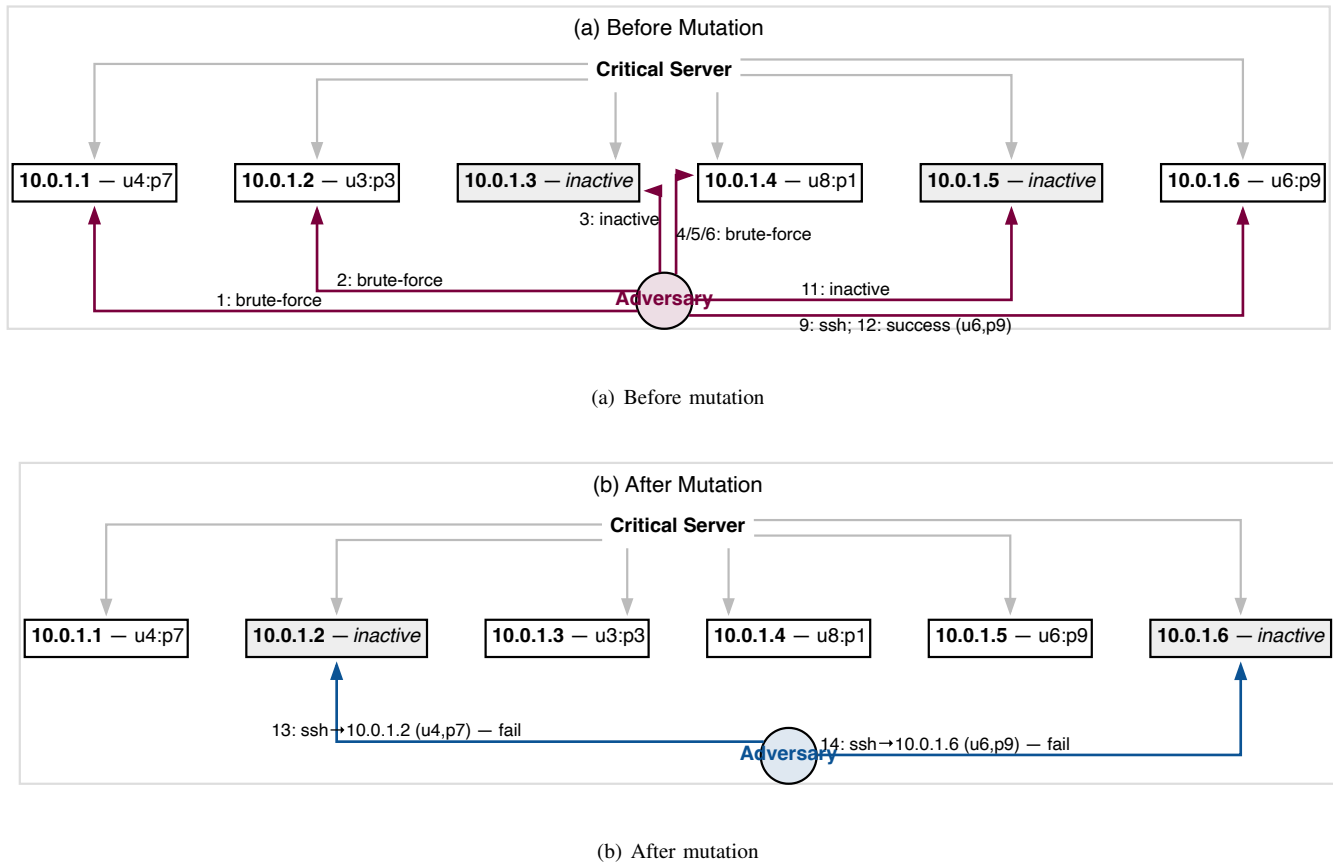 (a) Before Mutation
Critical Server
10.0.1.1 — u4:p7
10.0.1.2 — u3:p3
10.0.1.3 — inactive
10.0.1.4 — u8:p1
10.0.1.5 — inactive
10.0.1.6 — u6:p9
3: inactive
4/5/6: brute-force
2: brute-force
1: brute-force
Adversary
11: inactive
9: ssh; 12: success (u6,p9)
(a) Before mutation
(b) After Mutation
Critical Server
10.0.1.1 — u4:p7
10.0.1.2 — inactive
10.0.1.3 — u3:p3
10.0.1.4 — u8:p1
10.0.1.5 — u6:p9
10.0.1.6 — inactive
13: ssh→10.0.1.2 (u4,p7) — fail
Adversary
14: ssh→10.0.1.6 (u6,p9) — fail
(b) After mutation